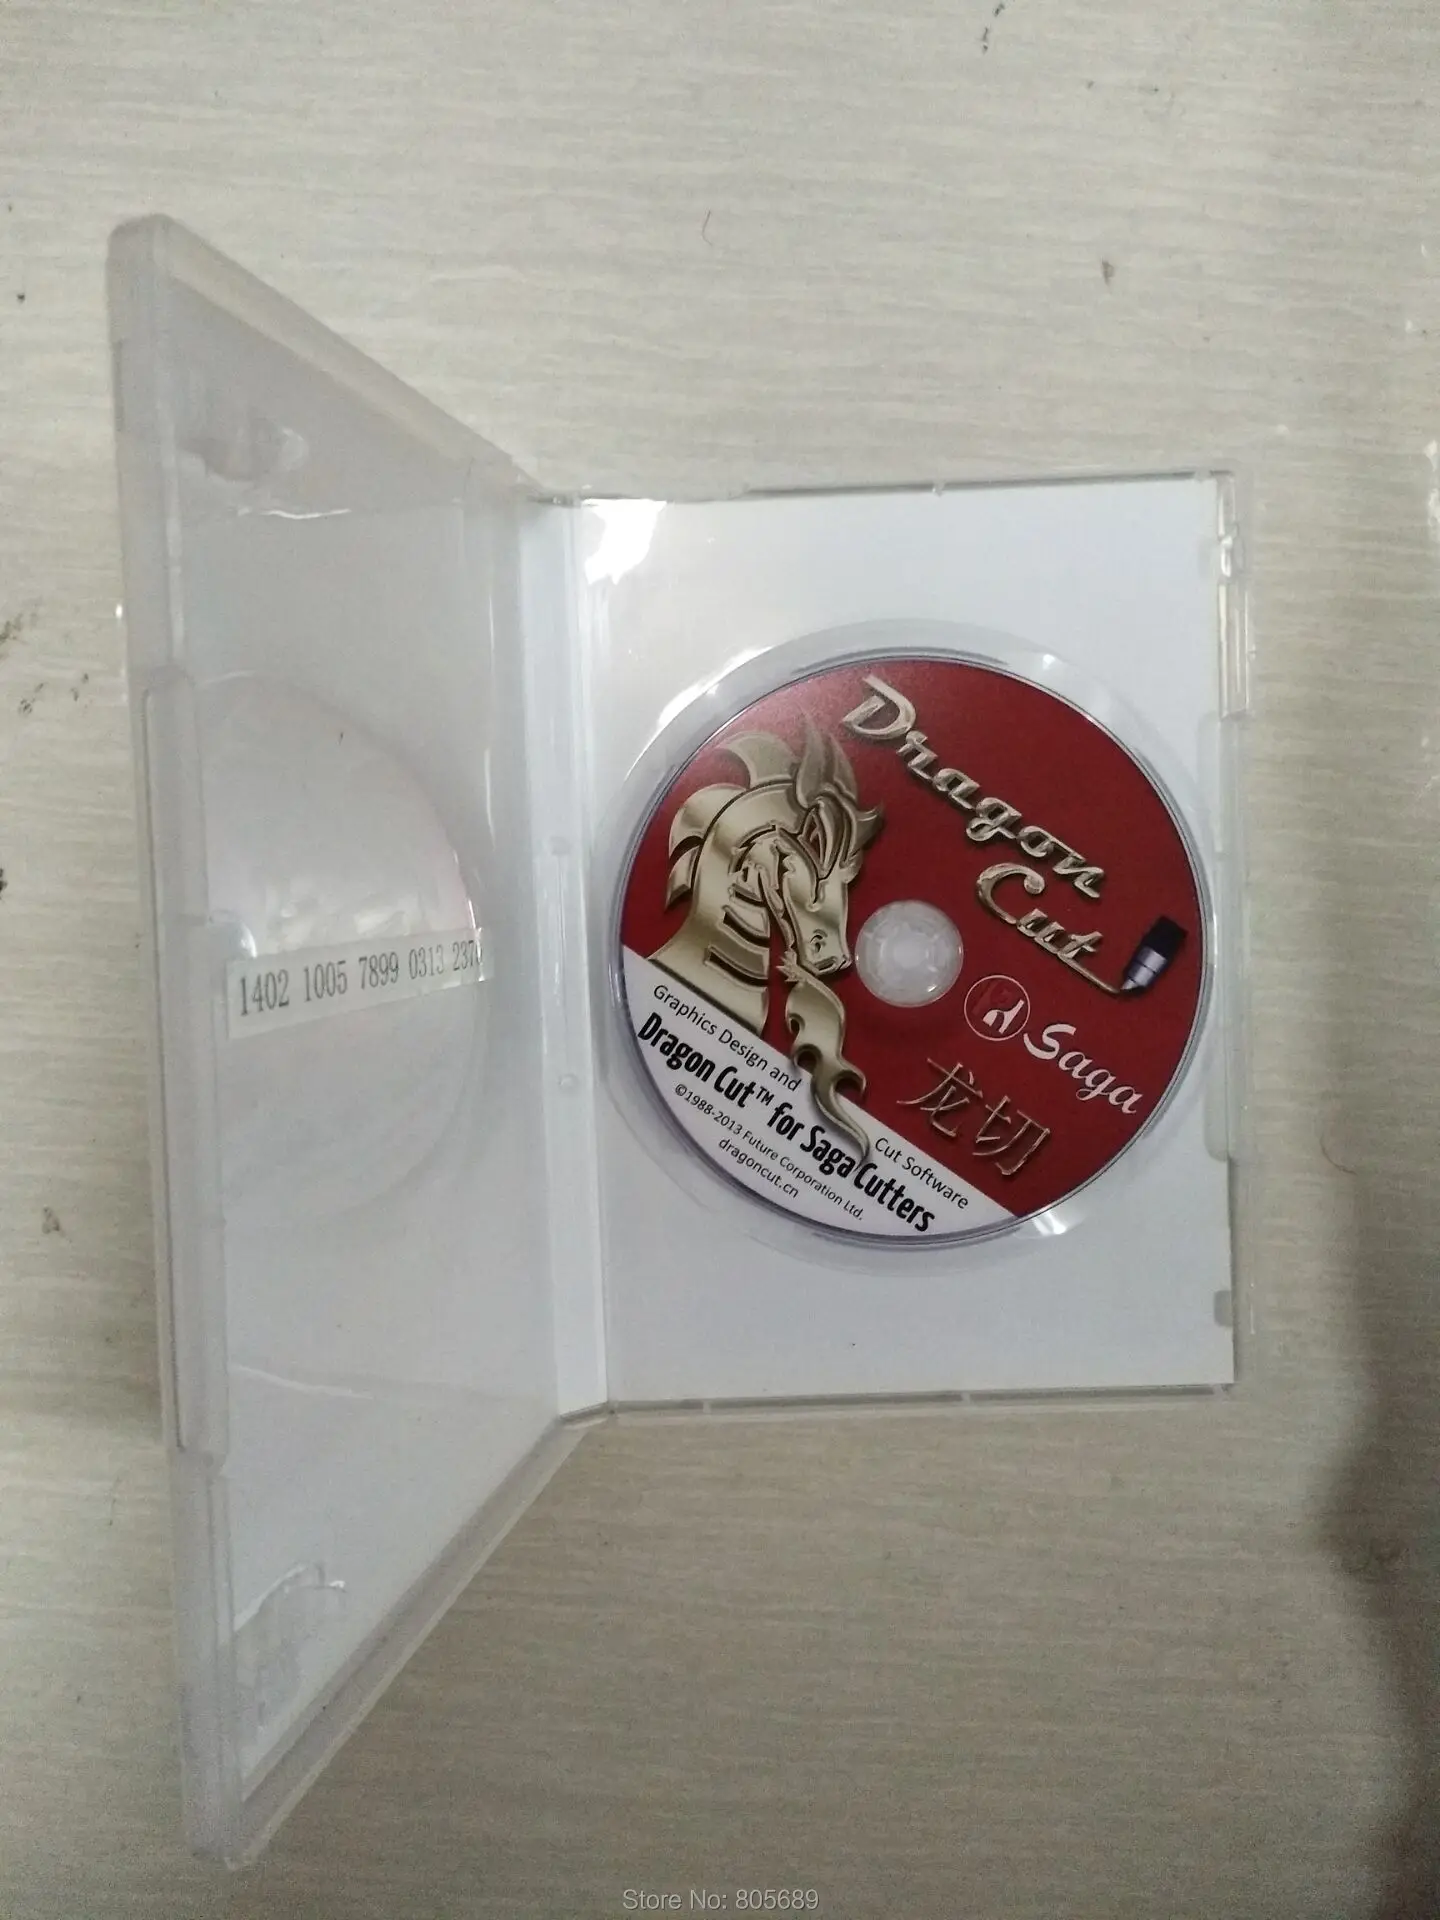 Dragon
Cut
Saga
龙切
1402 1005 7899 0313 2370
Graphics Design and Cut Software
Dragon Cut™ for Saga Cutters
©1988-2013 Future Corporation Ltd.
dragoncut.cn
Store No: 805689